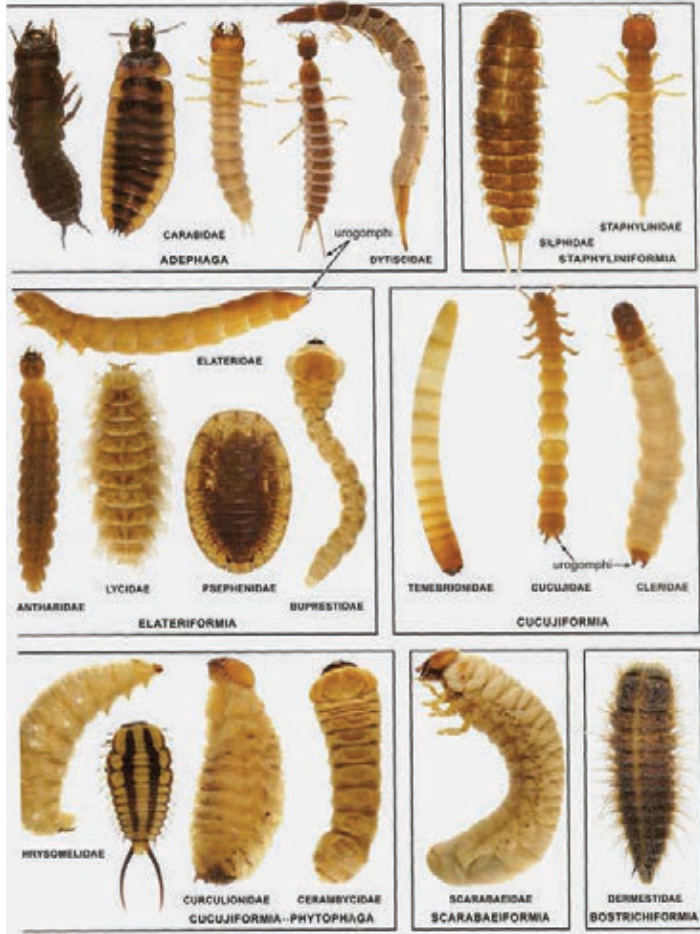 CARABIDAE
urogomphi
DYTISCIDAE
ADEPHAGA
STAPHYLINIDAE
SILPHIDAE
STAPHYLINIFORMIA
ELATERIDAE
ANTHARIDAE
LYCIDAE
PSEPHENIDAE
BUPRESTIDAE
ELATERIFORMIA
urogomphi
TENEBRIONIDAE
CUCUJIDAE
CLERIDAE
CUCUJIFORMIA
HRYSOMELIDAE
CURCULIONIDAE
CERAMBYCIDAE
CUCUJIFORMIA--PHYTOPHAGA
SCARABAEIDAE
SCARABAEIFORMIA
DERMESTIDAE
BOSTRICHIFORMIA